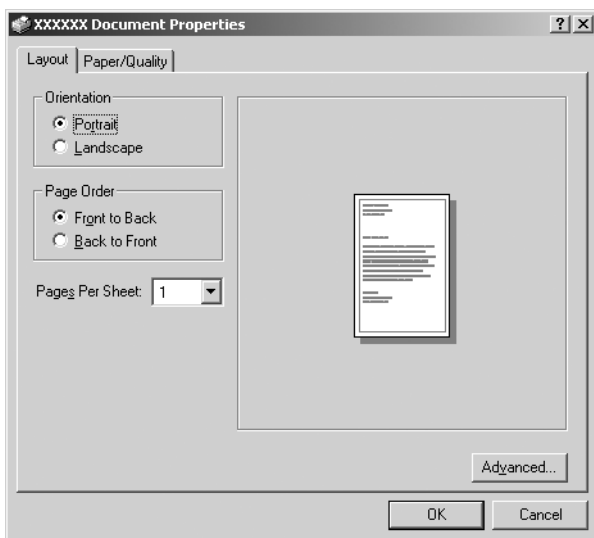 XXXXXX Document Properties
Layout
Paper/Quality
Orientation
Portrait
Landscape
Page Order
Front to Back
Back to Front
Pages Per Sheet: 1
Advanced...
OK
Cancel